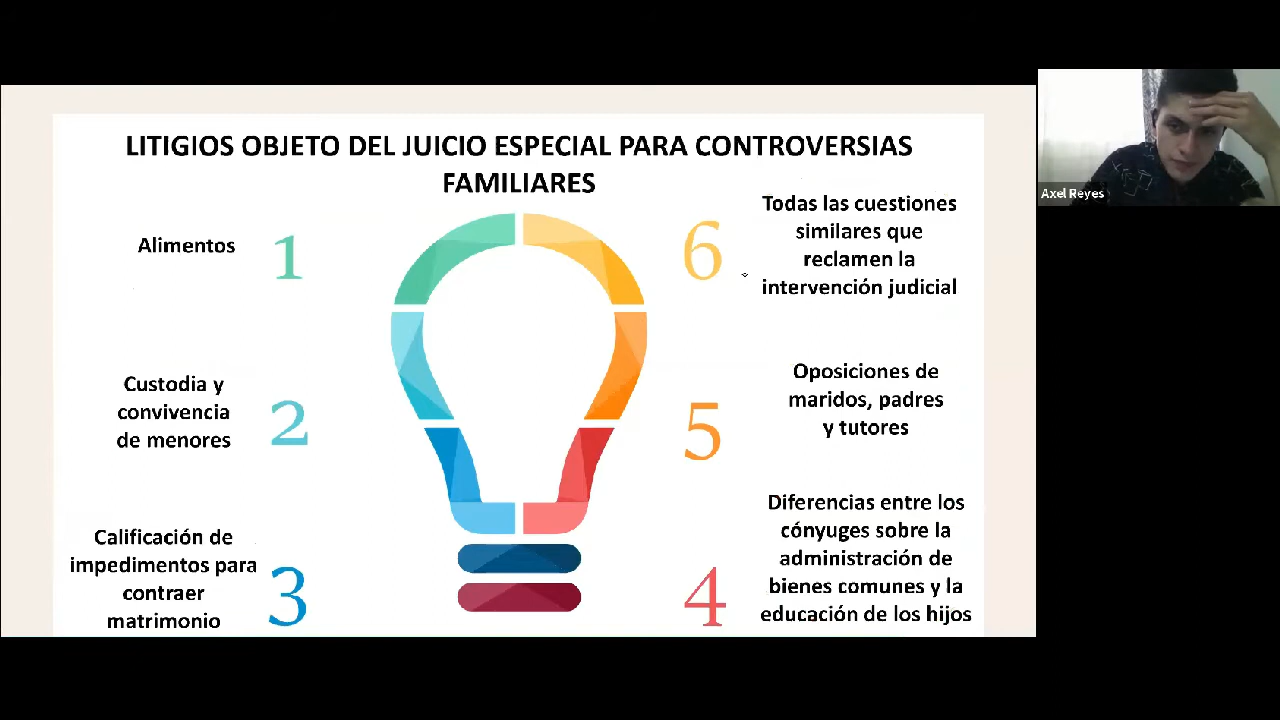 LITIGIOS OBJETO DEL JUICIO ESPECIAL PARA CONTROVERSIAS
FAMILIARES
Alimentos
1
Custodia y
convivencia
de menores
2
Calificación de
impedimentos para
contraer
matrimonio
3
6
Todas las cuestiones
similares que
reclamen la
intervención judicial
5
Oposiciones de
maridos, padres
y tutores
4
Diferencias entre los
cónyuges sobre la
administración de
bienes comunes y la
educación de los hijos
Axel Reyes